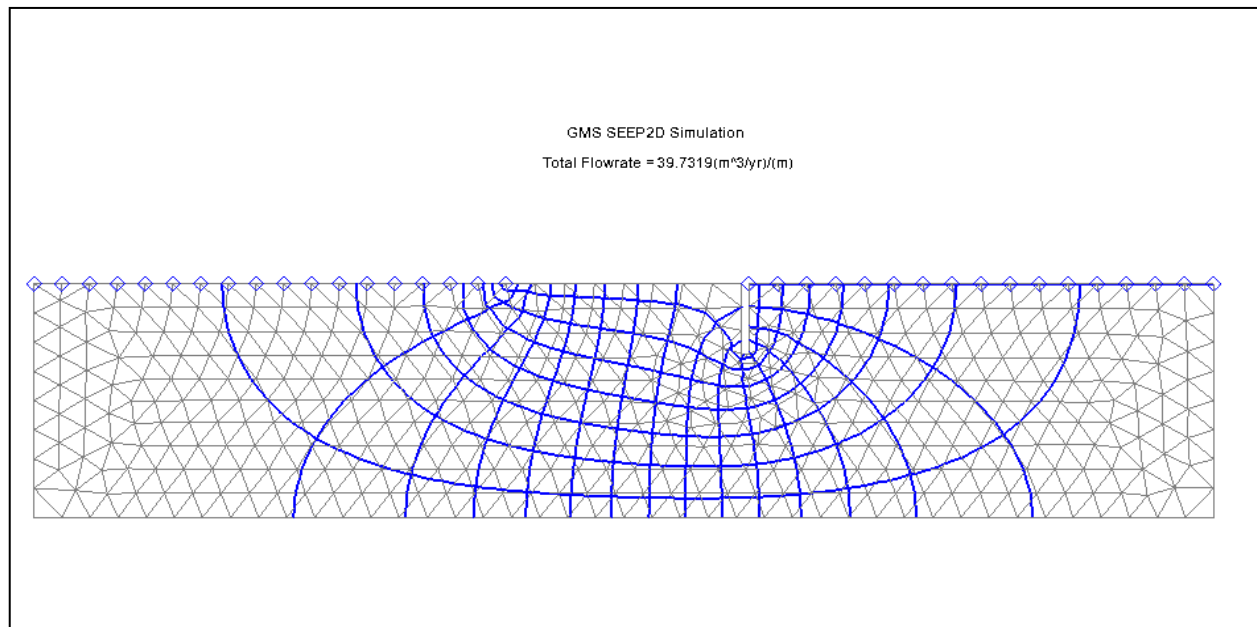 GMS SEEP2D Simulation
Total Flowrate = 39.7319(m^3/yr)/(m)